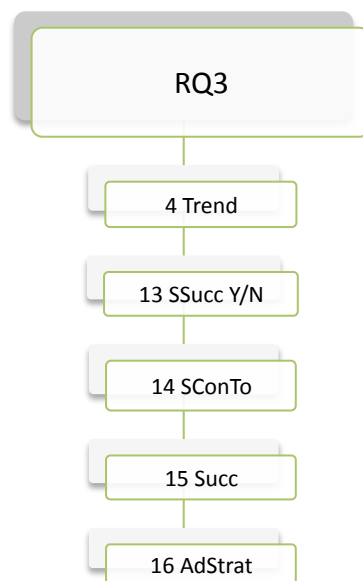 RQ3
4 Trend
13 SSucc Y/N
14 SConTo
15 Succ
16 AdStrat